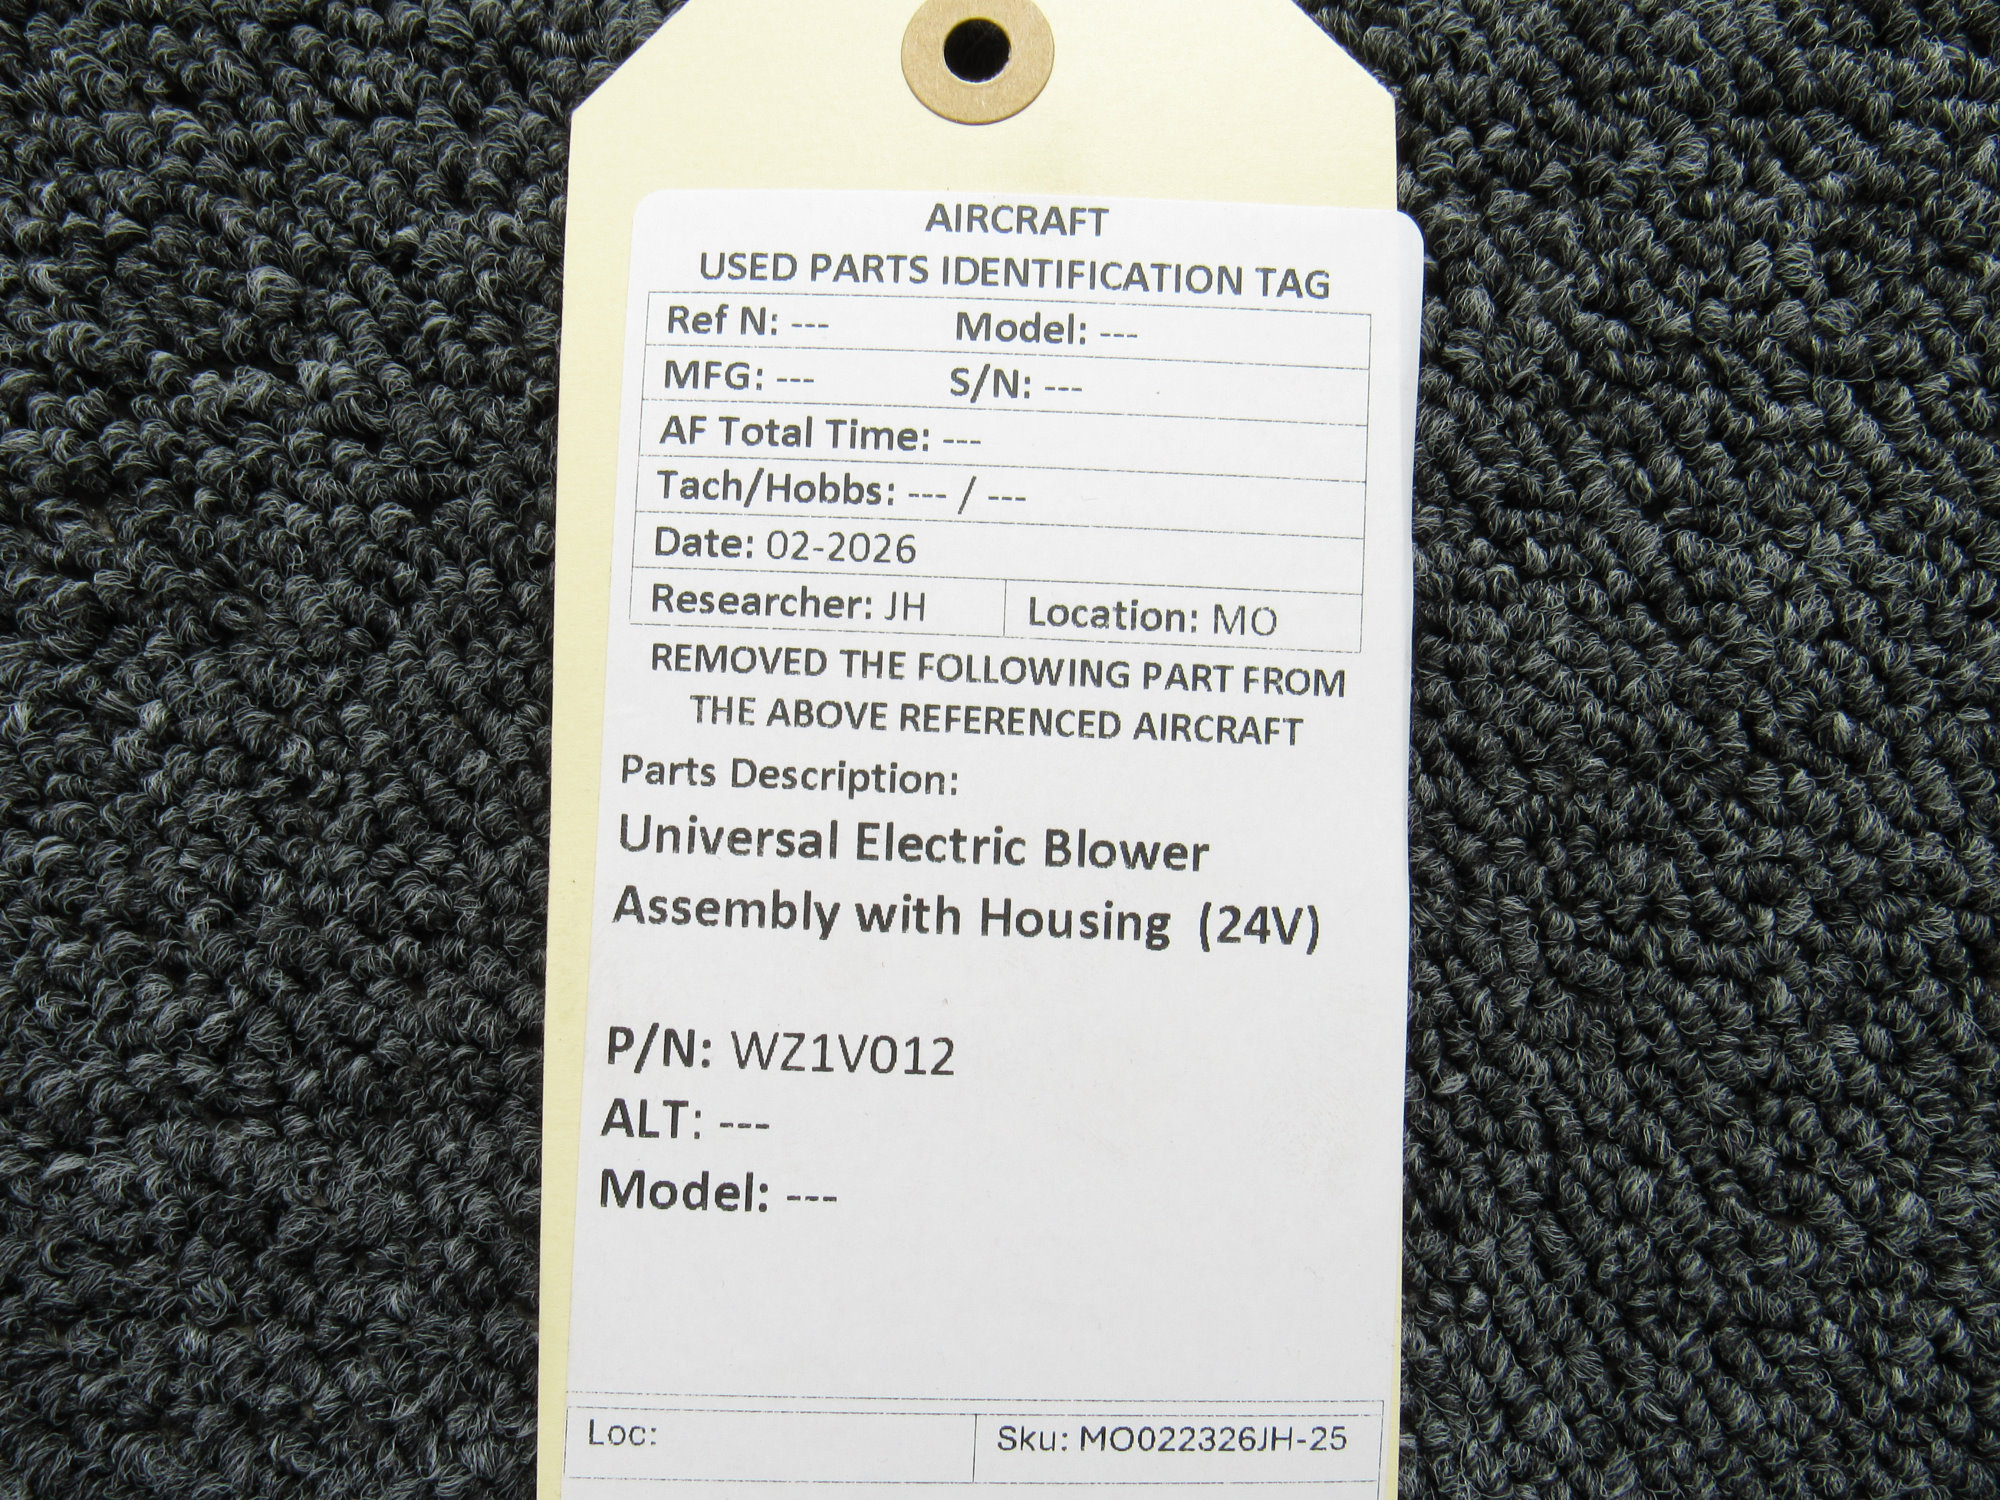 AIRCRAFT
USED PARTS IDENTIFICATION TAG
Ref N: --- Model: ---
MFG: --- S/N: ---
AF Total Time: ---
Tach/Hobbs: --- / ---
Date: 02-2026
Researcher: JH Location: MO
REMOVED THE FOLLOWING PART FROM
THE ABOVE REFERENCED AIRCRAFT
Parts Description:
Universal Electric Blower
Assembly with Housing (24V)
P/N: WZ1V012
ALT: ---
Model: ---
Loc: Sku: MO022326JH-25